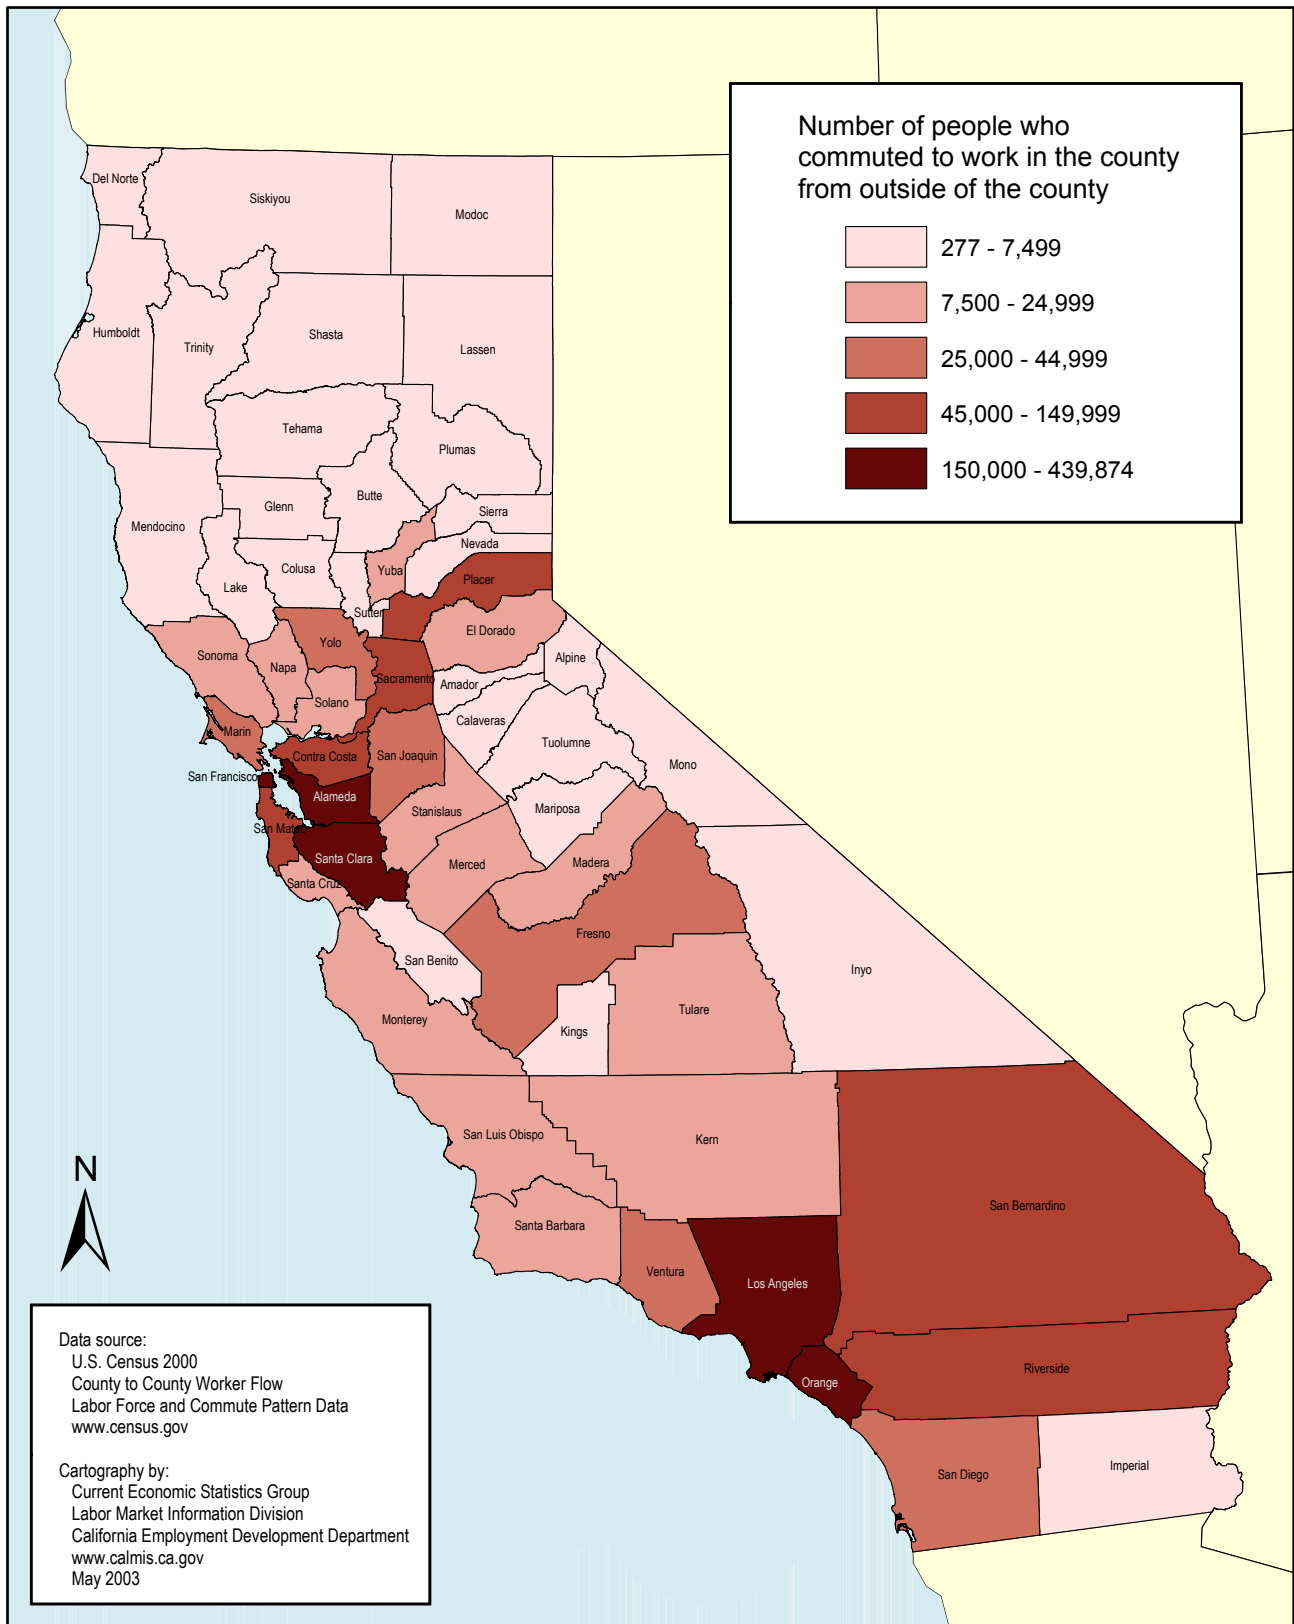 Number of people who
commuted to work in the county
from outside of the county
277 - 7,499
7,500 - 24,999
25,000 - 44,999
45,000 - 149,999
150,000 - 439,874
Del Norte
Siskiyou
Modoc
Humboldt
Trinity
Shasta
Lassen
Tehama
Plumas
Mendocino
Glenn
Butte
Sierra
Nevada
Lake
Colusa
Yuba
Placer
Sutter
Yolo
El Dorado
Sonoma
Napa
Sacramento
Alpine
Amador
Solano
Calaveras
Marin
Tuolumne
Contra Costa
San Joaquin
Mono
San Francisco
Alameda
Stanislaus
Mariposa
San Mateo
Santa Clara
Merced
Madera
Santa Cruz
Fresno
San Benito
Inyo
Monterey
Kings
Tulare
San Luis Obispo
Kern
N
San Bernardino
Santa Barbara
Ventura
Los Angeles
Riverside
Orange
San Diego
Imperial
Data source:
U.S. Census 2000
County to County Worker Flow
Labor Force and Commute Pattern Data
www.census.gov
Cartography by:
Current Economic Statistics Group
Labor Market Information Division
California Employment Development Department
www.calmis.ca.gov
May 2003